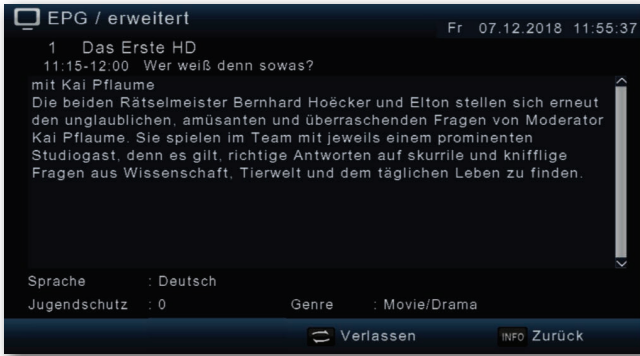 EPG / erweitert
Fr 07.12.2018 11:55:37
1 Das Erste HD
11:15-12:00 Wer weiß denn sowas?
mit Kai Pflaume
Die beiden Rätselmeister Bernhard Hoëcker und Elton stellen sich erneut
den unglaublichen, amüsanten und überraschenden Fragen von Moderator
Kai Pflaume. Sie spielen im Team mit jeweils einem prominenten
Studiogast, denn es gilt, richtige Antworten auf skurrile und knifflige
Fragen aus Wissenschaft, Tierwelt und dem täglichen Leben zu finden.
Sprache : Deutsch
Jugendschutz : 0 Genre : Movie/Drama
Verlassen INFO Zurück